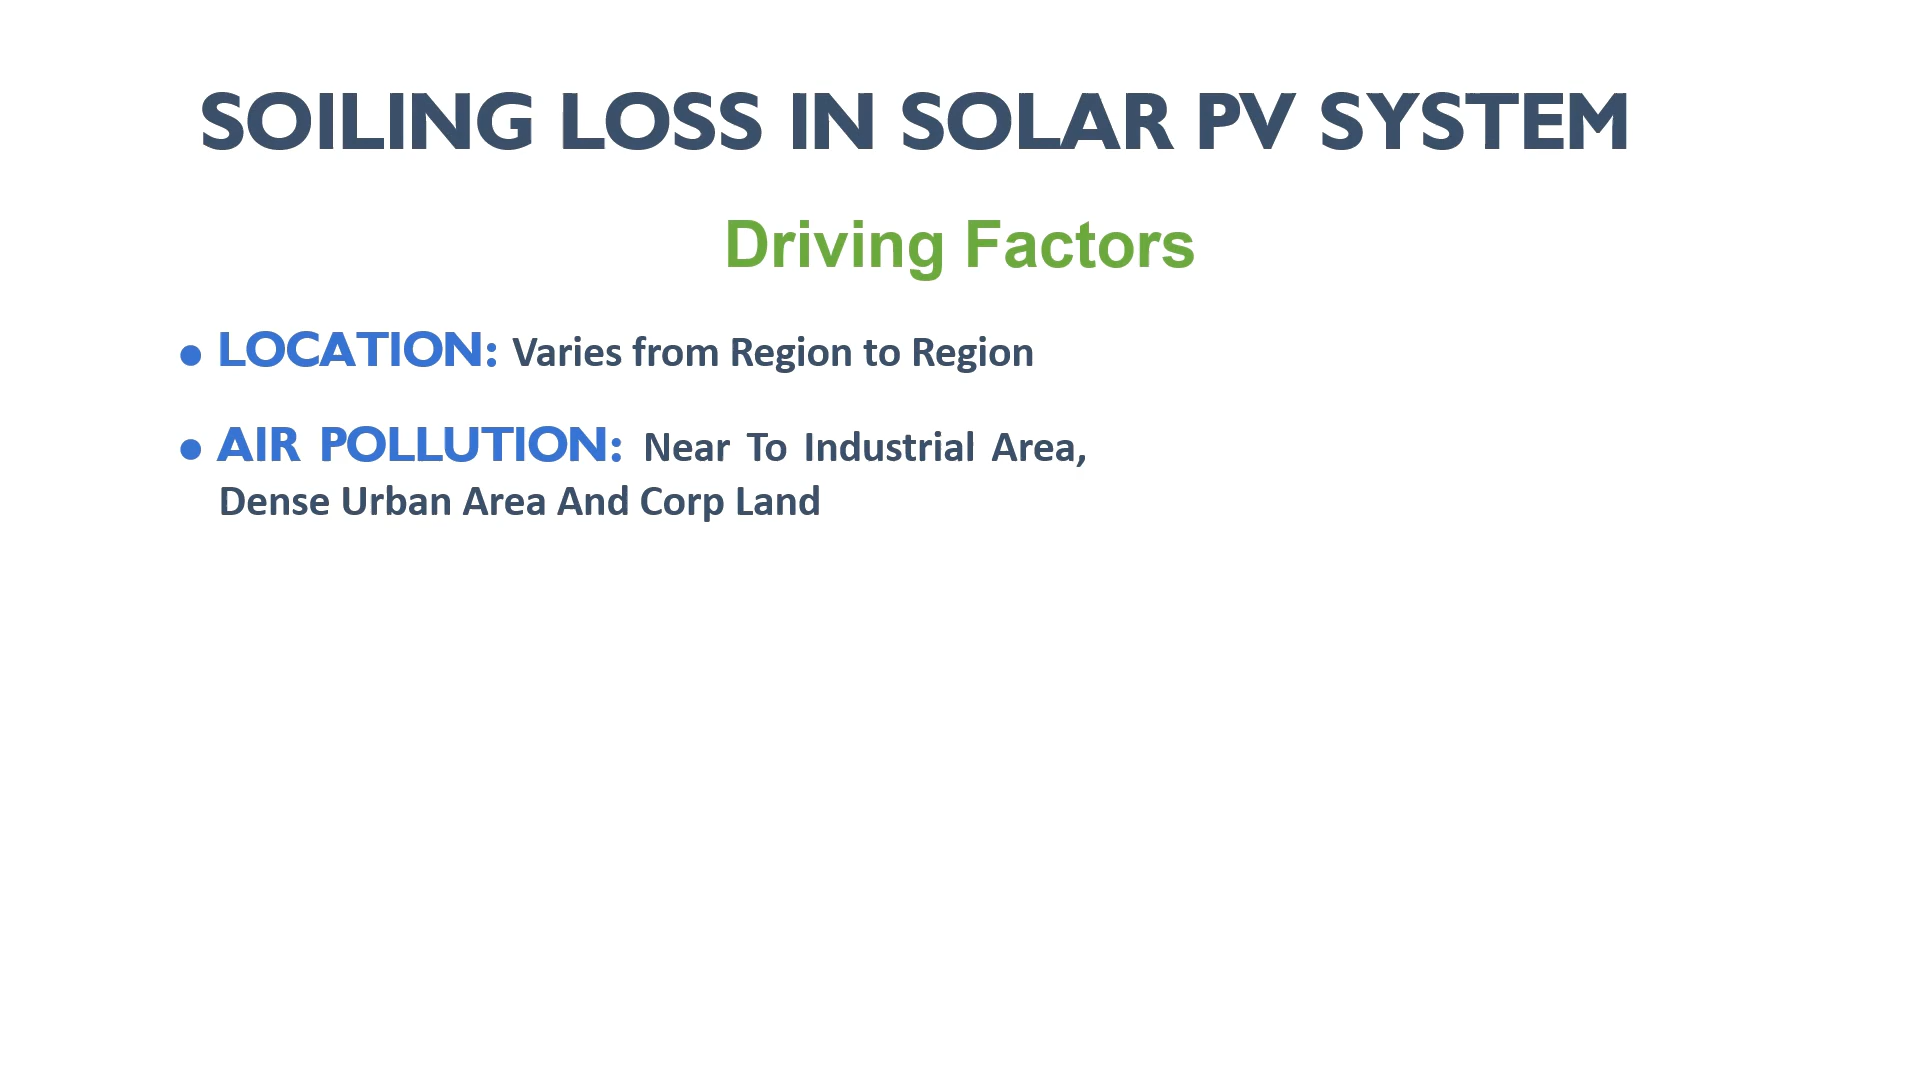 SOILING LOSS IN SOLAR PV SYSTEM
Driving Factors
● LOCATION: Varies from Region to Region
● AIR POLLUTION: Near To Industrial Area,
Dense Urban Area And Corp Land